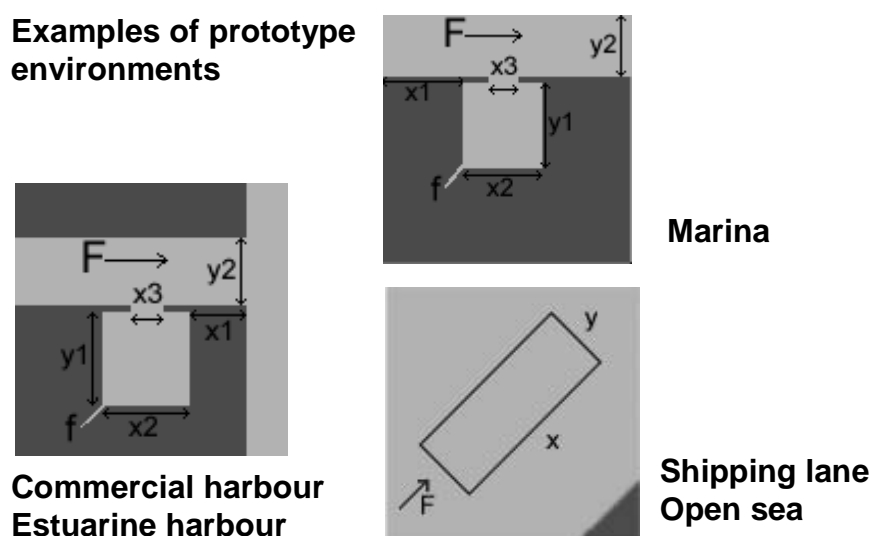 Examples of prototype
environments
F
y2
x3
x1
y1
f
x2
Marina
F
y2
x3
x1
y1
f
x2
y
x
F
Commercial harbour
Estuarine harbour
Shipping lane
Open sea